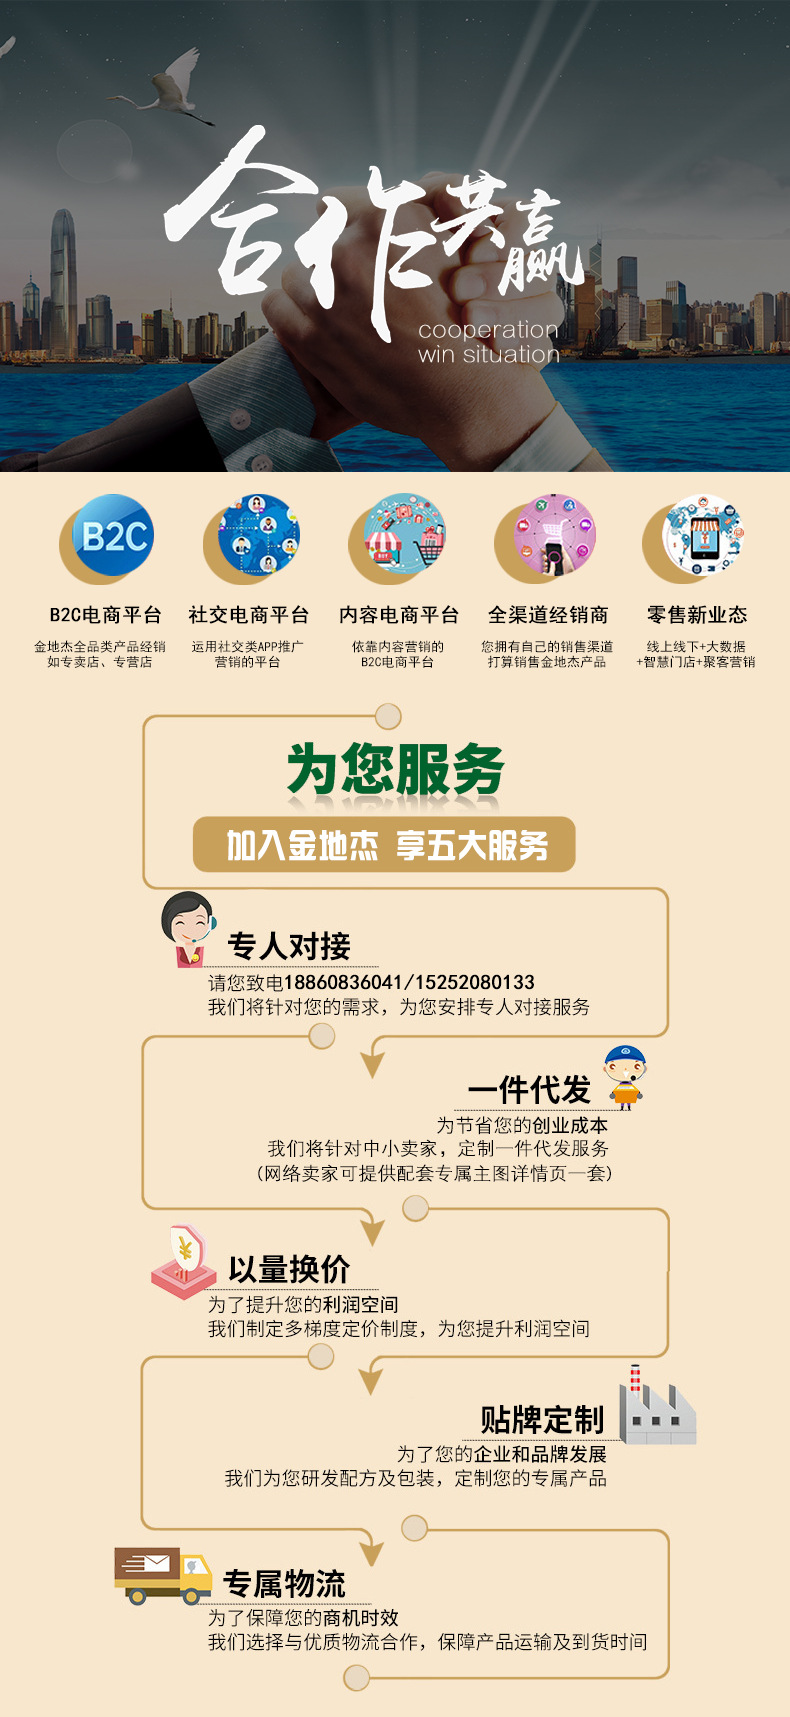 合作共赢
cooperation
win situation
B2C
B2C电商平台
金地杰全品类产品经销
如专卖店、专营店
社交电商平台
运用社交类APP推广
营销的平台
内容电商平台
依靠内容营销的
B2C电商平台
全渠道经销商
您拥有自己的销售渠道
打算销售金地杰产品
零售新业态
线上线下+大数据
+智慧门店+聚客营销
为您服务
加入金地杰 享五大服务
专人对接
请您致电18860836041/15252080133
我们将针对您的需求，为您安排专人对接服务
一件代发
为节省您的创业成本
我们将针对中小卖家，定制一件代发服务
（网络卖家可提供配套专属主图详情页一套）
以量换价
为了提升您的利润空间
我们制定多梯度定价制度，为您提升利润空间
贴牌定制
为了您的企业和品牌发展
我们为您研发配方及包装，定制您的专属产品
专属物流
为了保障您的商机时效
我们选择与优质物流合作，保障产品运输及到货时间